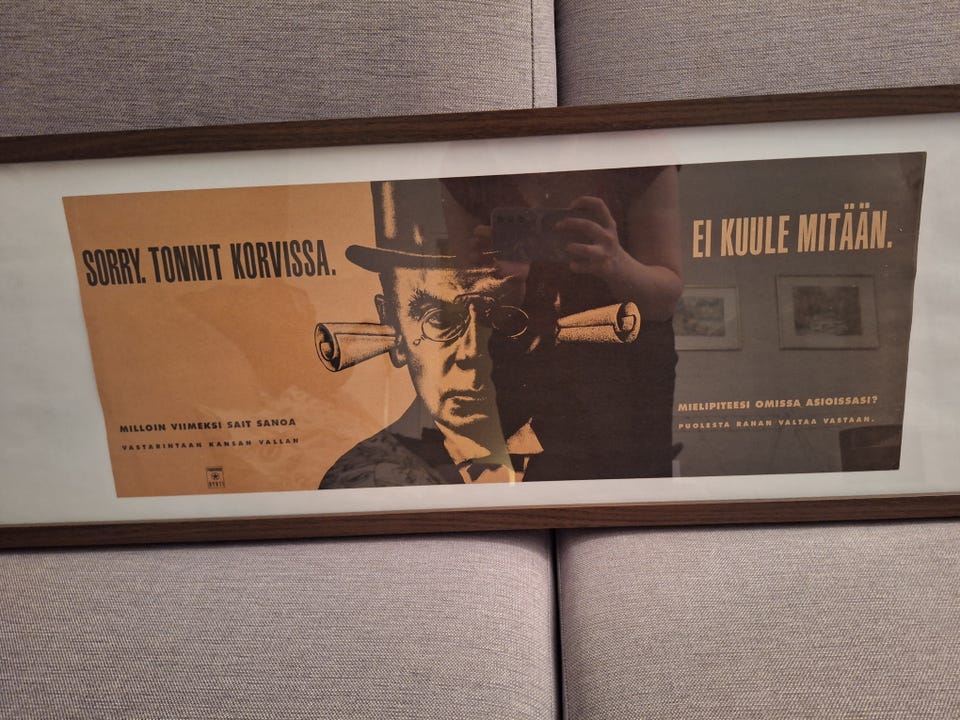 SORRY. TONNIT KORVISSA.
EI KUULE MITÄÄN.
MILLOIN VIIMEKSI SAIT SANOA
MIELIPITEESI OMISSA ASIOISSASI?
VASTARINTAAN KANSAN VALLAN
PUOLESTA RAHAN VALTAA VASTAAN.